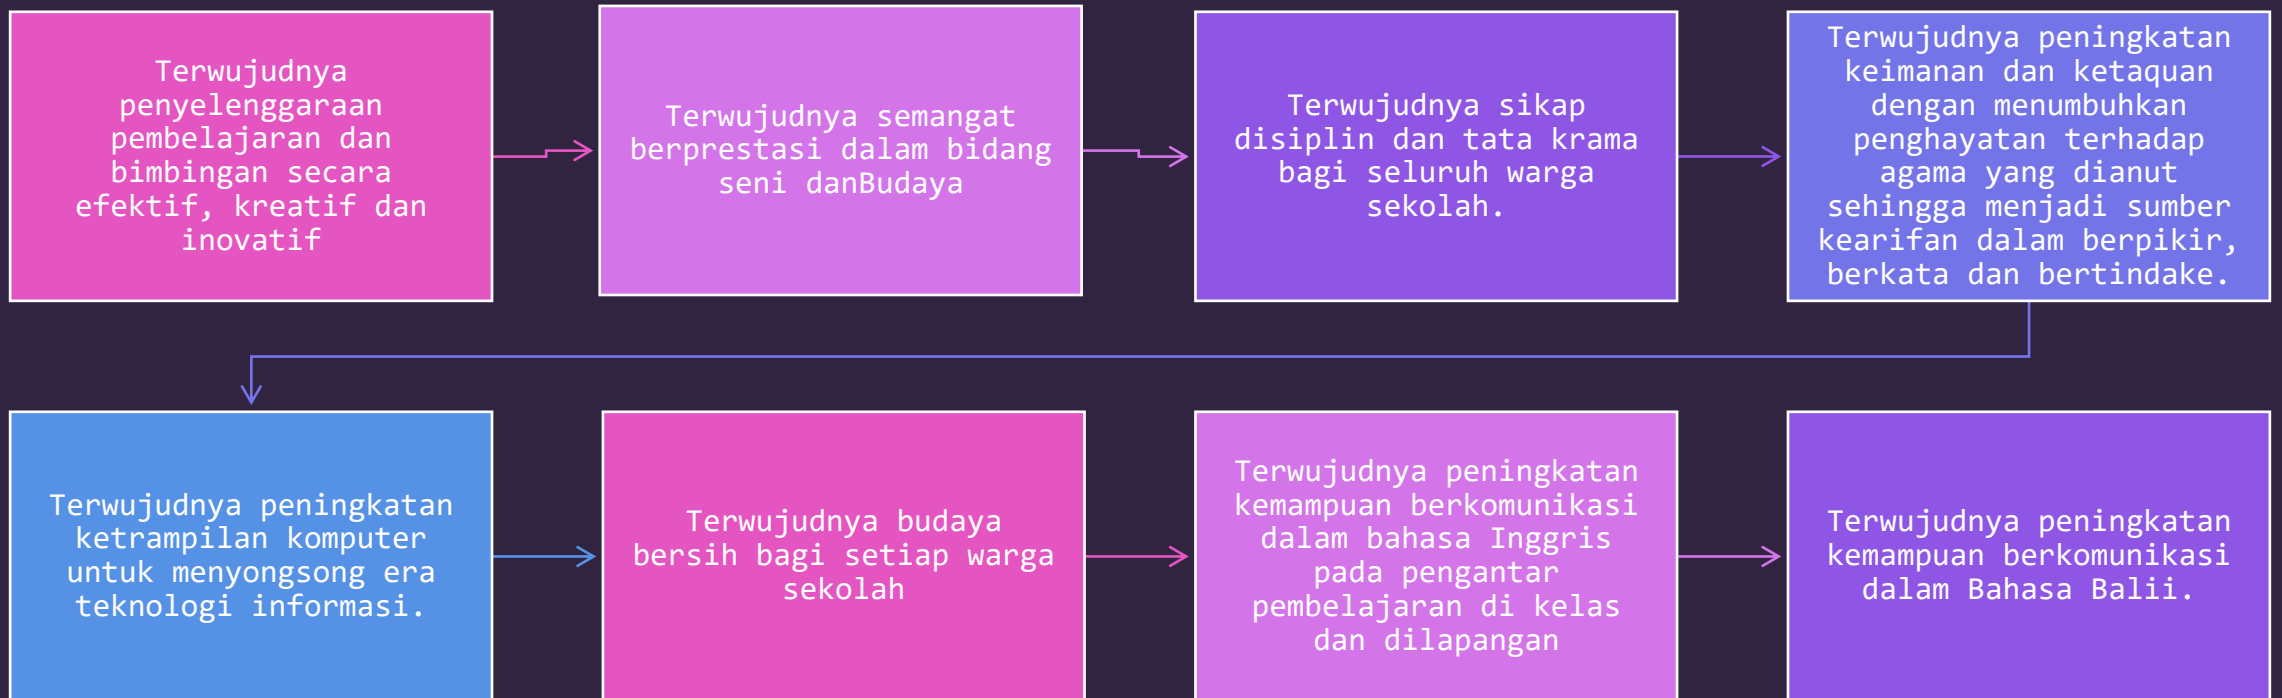 Terwujudnya
penyelenggaraan
pembelajaran dan
bimbingan secara
efektif, kreatif dan
inovatif
Terwujudnya semangat
berprestasi dalam bidang
seni danBudaya
Terwujudnya sikap
disiplin dan tata krama
bagi seluruh warga
sekolah.
Terwujudnya peningkatan
keimanan dan ketaquan
dengan menumbuhkan
penghayatan terhadap
agama yang dianut
sehingga menjadi sumber
kearifan dalam berpikir,
berkata dan bertindake.
Terwujudnya peningkatan
ketrampilan komputer
untuk menyongsong era
teknologi informasi.
Terwujudnya budaya
bersih bagi setiap warga
sekolah
Terwujudnya peningkatan
kemampuan berkomunikasi
dalam bahasa Inggris
pada pengantar
pembelajaran di kelas
dan dilapangan
Terwujudnya peningkatan
kemampuan berkomunikasi
dalam Bahasa Balii.